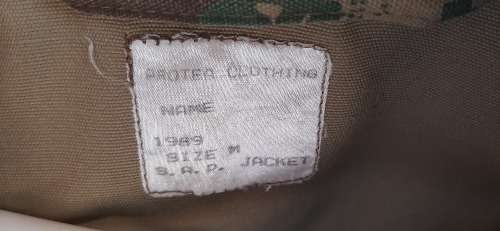 PROTEA CLOTHING
NAME
1989
SIZE M
S.A.P. JACKET